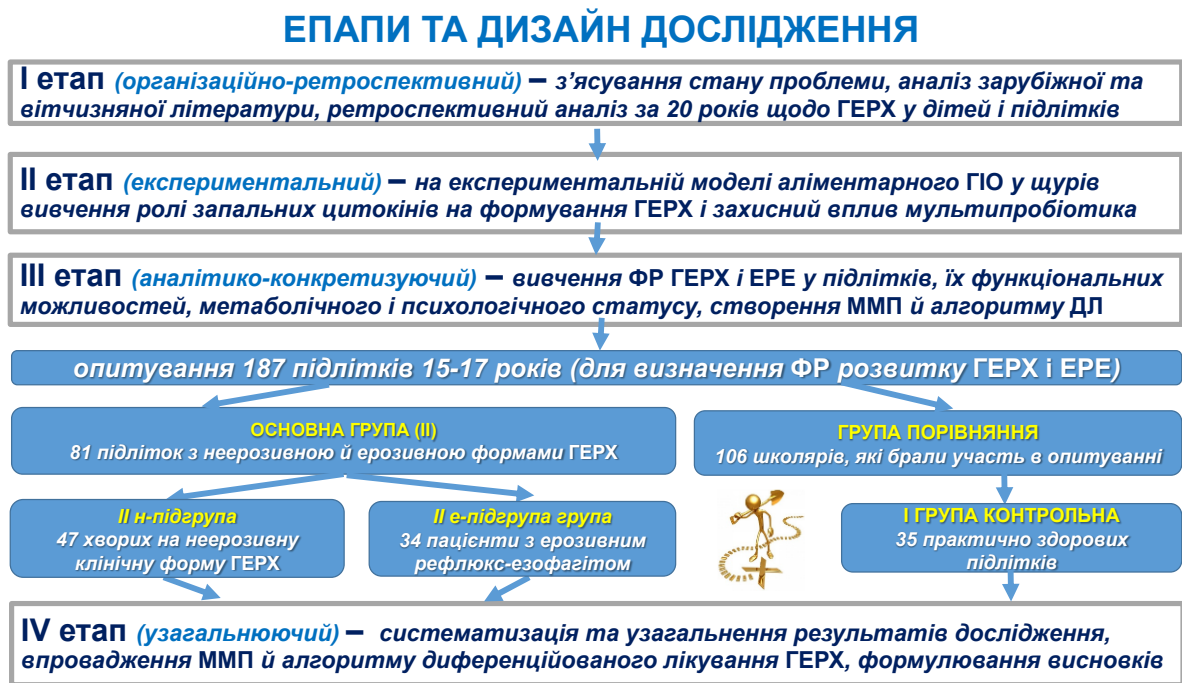 ЕПАПИ ТА ДИЗАЙН ДОСЛІДЖЕННЯ
І етап (організаційно-ретроспективний) – з’ясування стану проблеми, аналіз зарубіжної та
вітчизняної літератури, ретроспективний аналіз за 20 років щодо ГЕРХ у дітей і підлітків
ІІ етап (експериментальний) – на експериментальній моделі аліментарного ГІО у щурів
вивчення ролі запальних цитокінів на формування ГЕРХ і захисний вплив мультипробіотика
ІІІ етап (аналітико-конкретизуючий) – вивчення ФР ГЕРХ і ЕРЕ у підлітків, їх функціональних
можливостей, метаболічного і психологічного статусу, створення ММП й алгоритму ДЛ
опитування 187 підлітків 15-17 років (для визначення ФР розвитку ГЕРХ і ЕРЕ)
ОСНОВНА ГРУПА (ІІ)
81 підліток з неерозивною й ерозивною формами ГЕРХ
ГРУПА ПОРІВНЯННЯ
106 школярів, які брали участь в опитуванні
ІІ н-підгрупа
47 хворих на неерозивну
клінічну форму ГЕРХ
ІІ е-підгрупа група
34 пацієнти з ерозивним
рефлюкс-езофагітом
І ГРУПА КОНТРОЛЬНА
35 практично здорових
підлітків
IV етап (узагальнюючий) – систематизація та узагальнення результатів дослідження,
впровадження ММП й алгоритму диференційованого лікування ГЕРХ, формулювання висновків